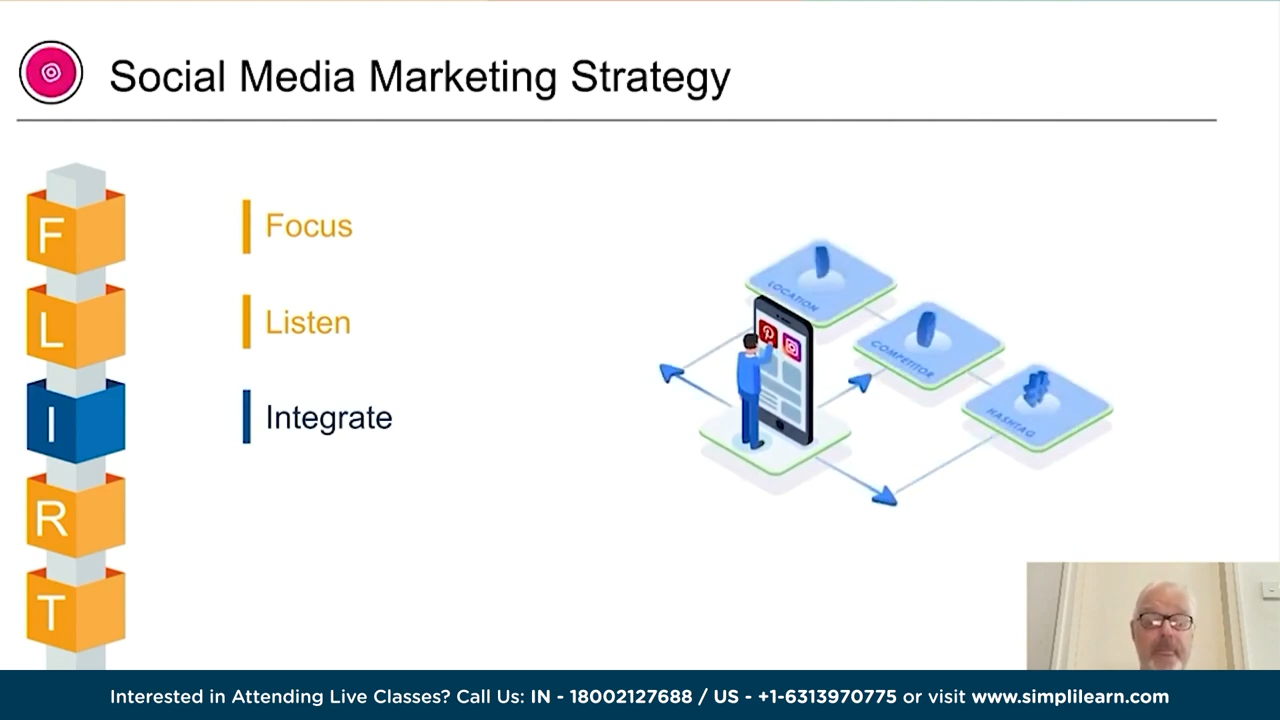 Social Media Marketing Strategy
F
Focus
L
Listen
I
Integrate
R
T
LOCATION
COMPETITOR
HASHTAG
Interested in Attending Live Classes? Call Us: IN - 18002127688 / US - +1-6313970775 or visit www.simplilearn.com